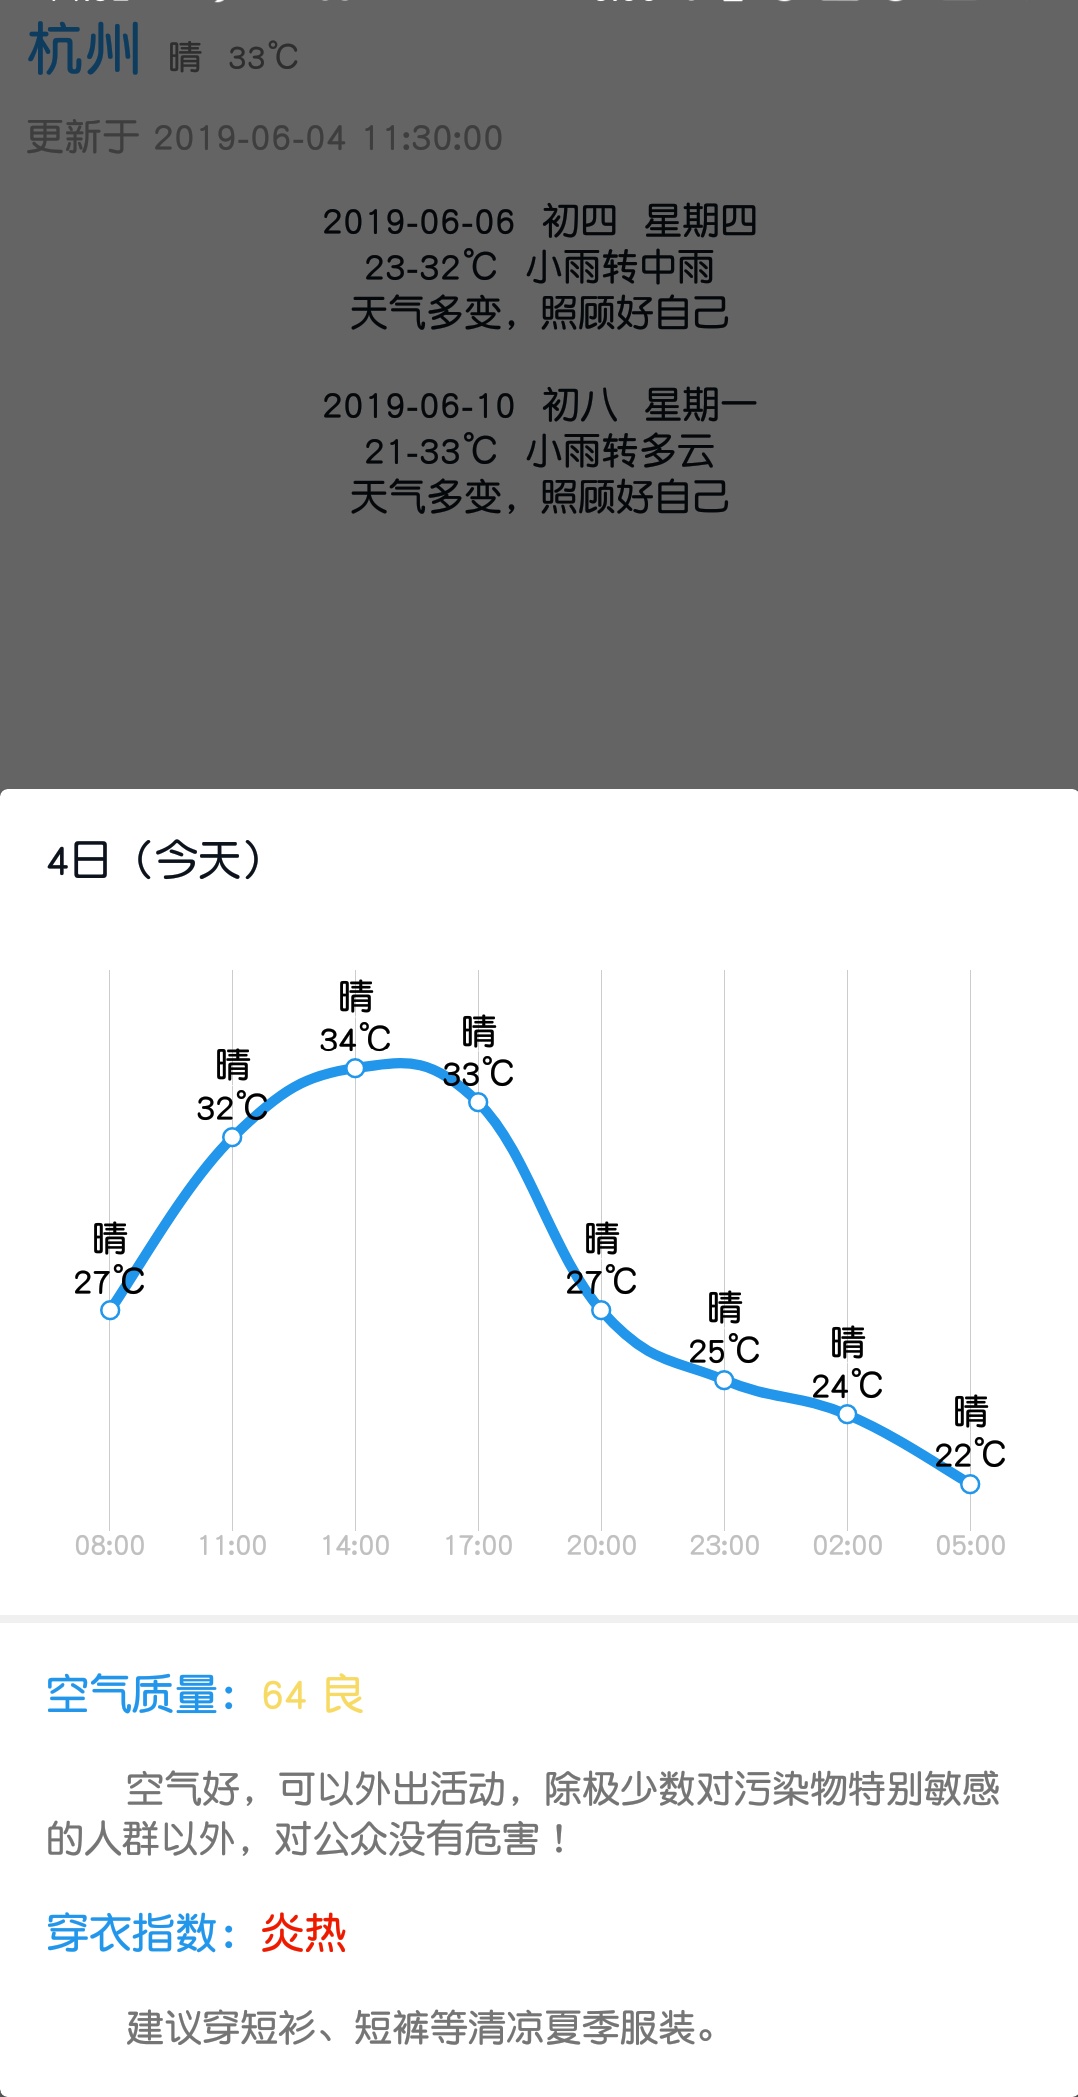 杭州 晴 33℃
更新于 2019-06-04 11:30:00
2019-06-06 初四 星期四
23-32℃ 小雨转中雨
天气多变，照顾好自己
2019-06-10 初八 星期一
21-33℃ 小雨转多云
天气多变，照顾好自己
4日（今天）
晴
27℃
晴
32℃
晴
34℃
晴
33℃
晴
27℃
晴
25℃
晴
24℃
晴
22℃
08:00 11:00 14:00 17:00 20:00 23:00 02:00 05:00
空气质量：64 良
空气好，可以外出活动，除极少数对污染物特别敏感
的人群以外，对公众没有危害！
穿衣指数：炎热
建议穿短衫、短裤等清凉夏季服装。